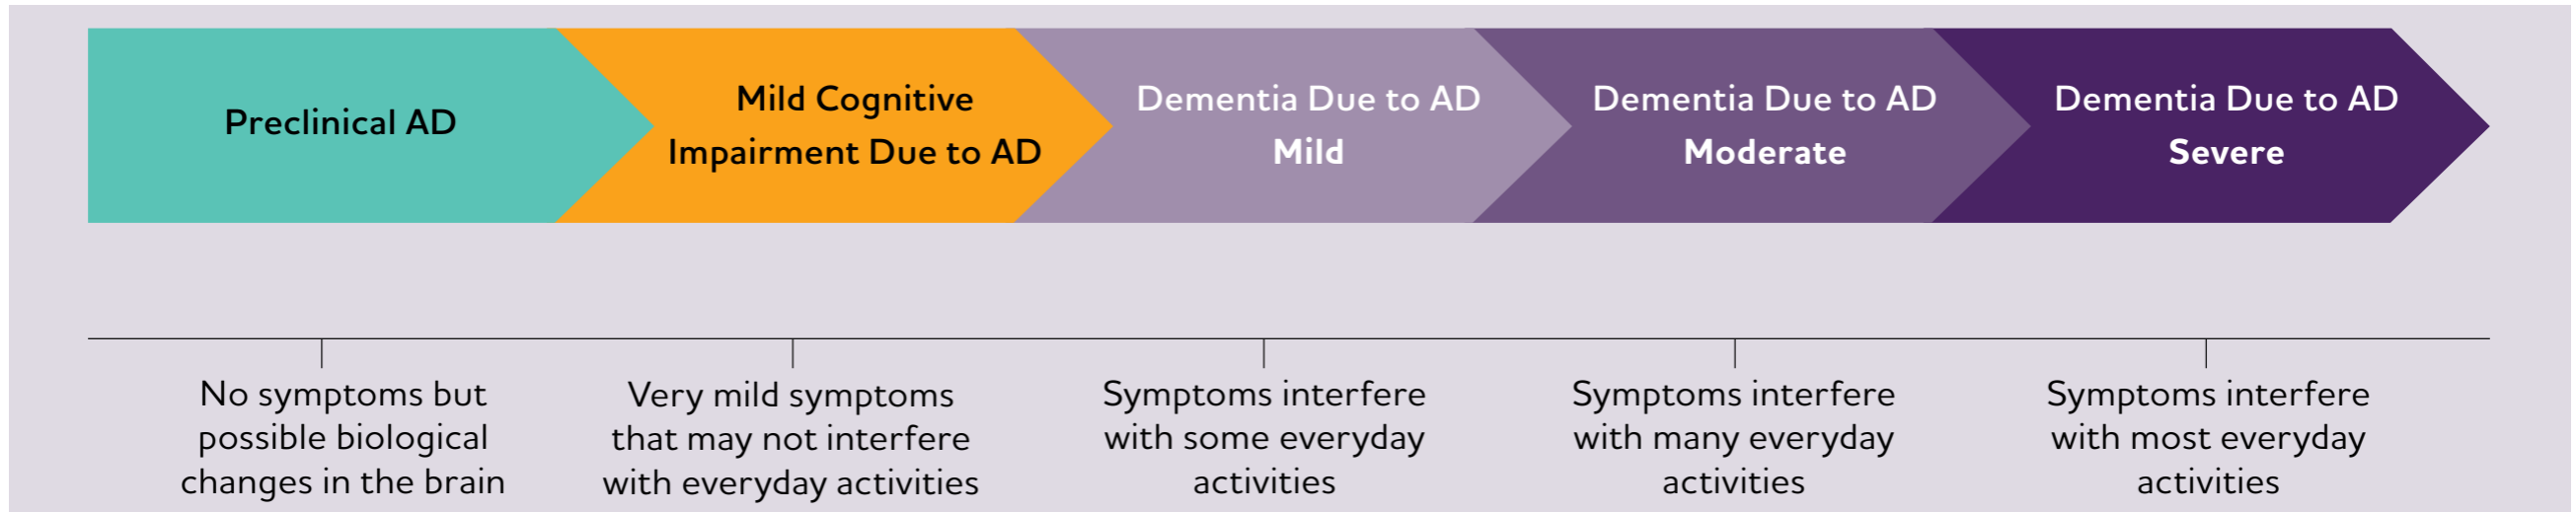 Preclinical AD
Mild Cognitive
Impairment Due to AD
Dementia Due to AD
Mild
Dementia Due to AD
Moderate
Dementia Due to AD
Severe
No symptoms but
possible biological
changes in the brain
Very mild symptoms
that may not interfere
with everyday activities
Symptoms interfere
with some everyday
activities
Symptoms interfere
with many everyday
activities
Symptoms interfere
with most everyday
activities